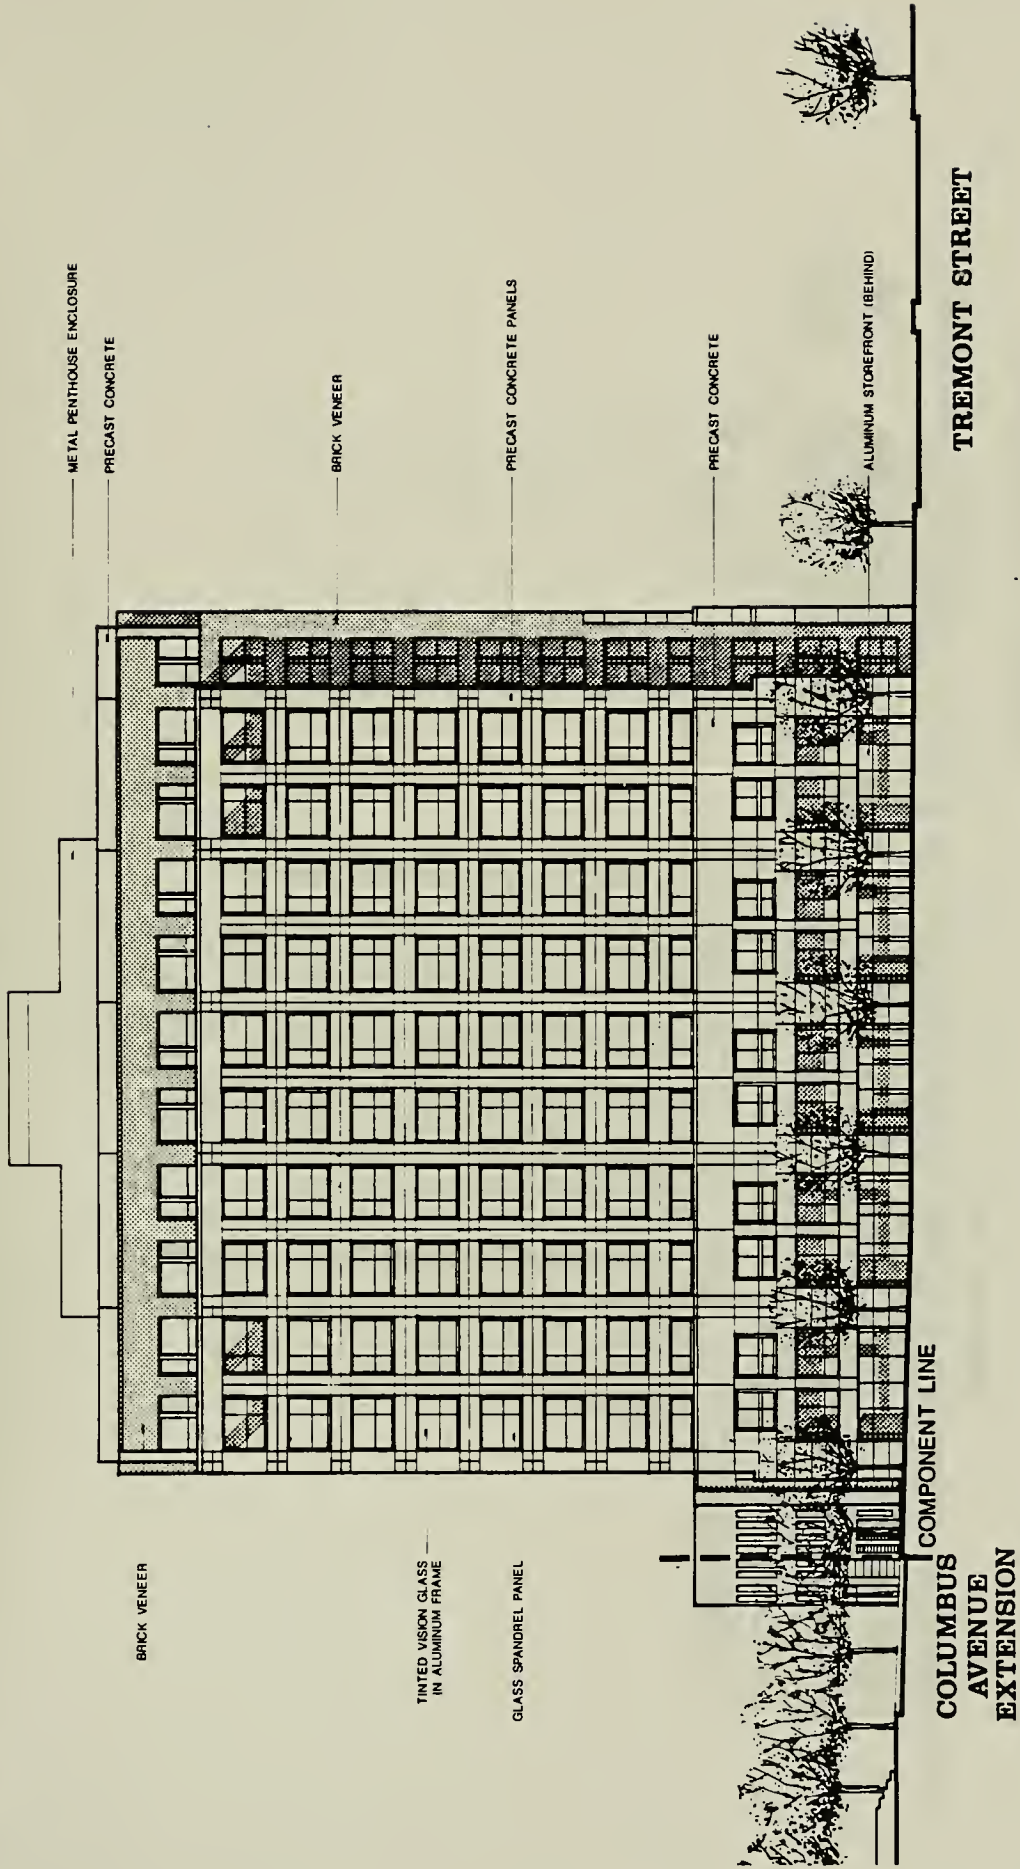 METAL PENTHOUSE ENCLOSURE
PRECAST CONCRETE
BRICK VENEER
PRECAST CONCRETE PANELS
PRECAST CONCRETE
ALUMINUM STOREFRONT (BEHIND)
TREMONT STREET
BRICK VENEER
TINTED VISION GLASS
IN ALUMINUM FRAME
GLASS SPANDREL PANEL
COMPONENT LINE
COLUMBUS
AVENUE
EXTENSION